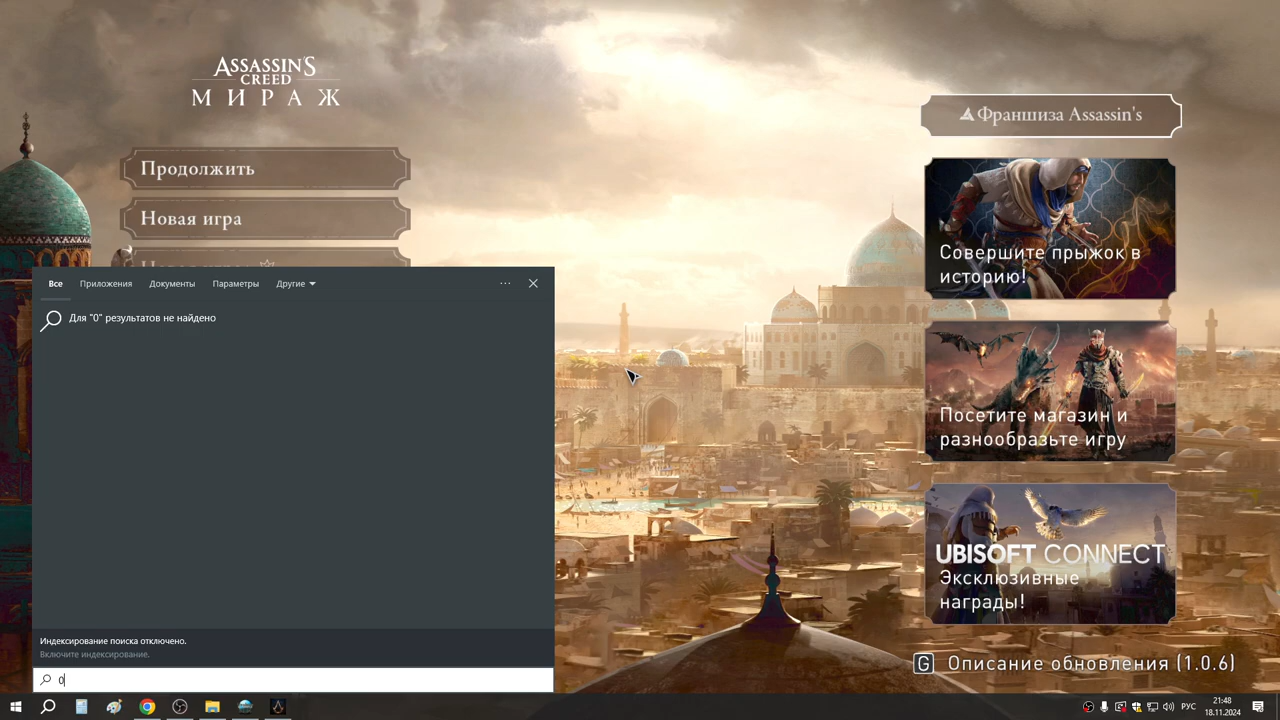 ASSASSIN'S
CREED
МИРАЖ
Продолжить
Новая игра
Франшиза Assassin's
Совершите прыжок в
историю!
Посетите магазин и
разнообразьте игру
UBISOFT CONNECT
Эксклюзивные
награды!
G Описание обновления (1.0.6)
Все Приложения Документы Параметры Другие
Для "0" результатов не найдено
Индексирование поиска отключено.
Включите индексирование.
0
РУС
21:48
18.11.2024